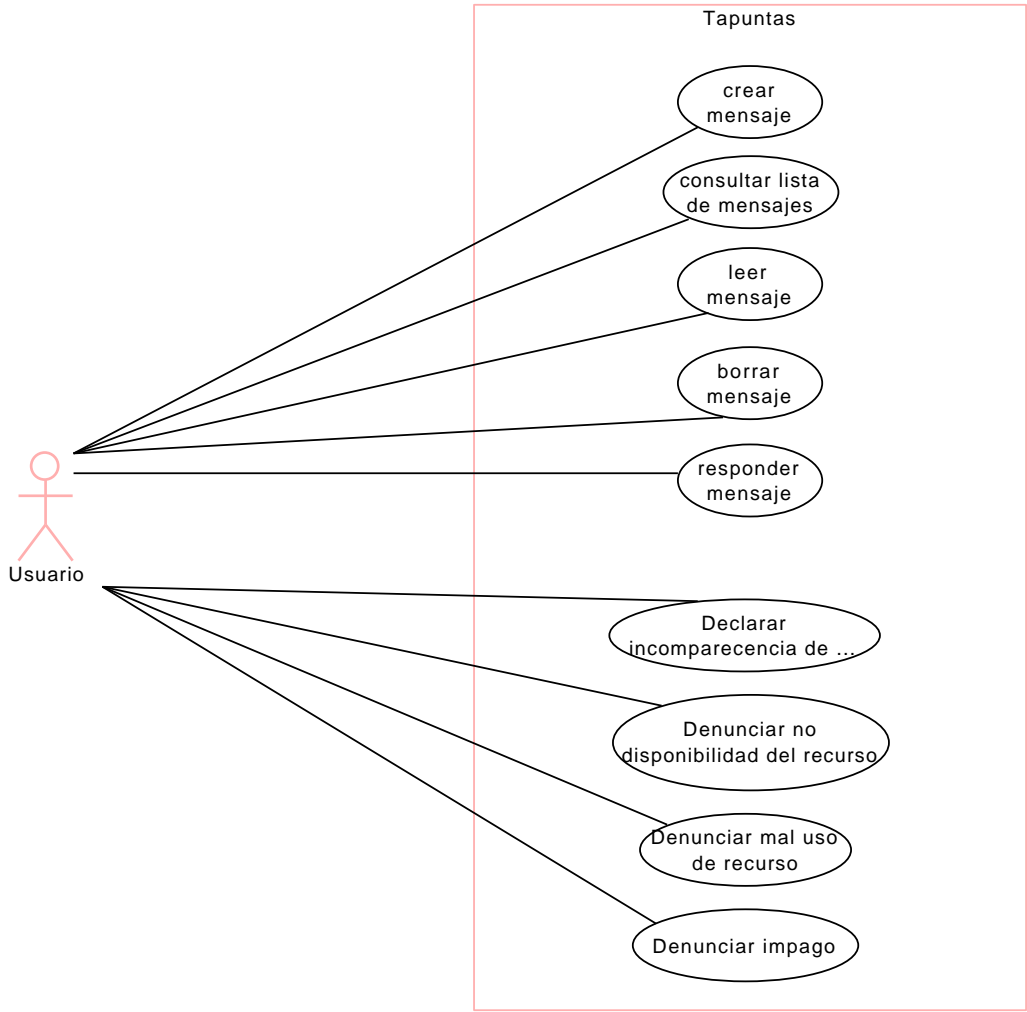 Tapuntas
crear
mensaje
consultar lista
de mensajes
leer
mensaje
borrar
mensaje
responder
mensaje
Usuario
Declarar
incomparecencia de ...
Denunciar no
disponibilidad del recurso
Denunciar mal uso
de recurso
Denunciar impago